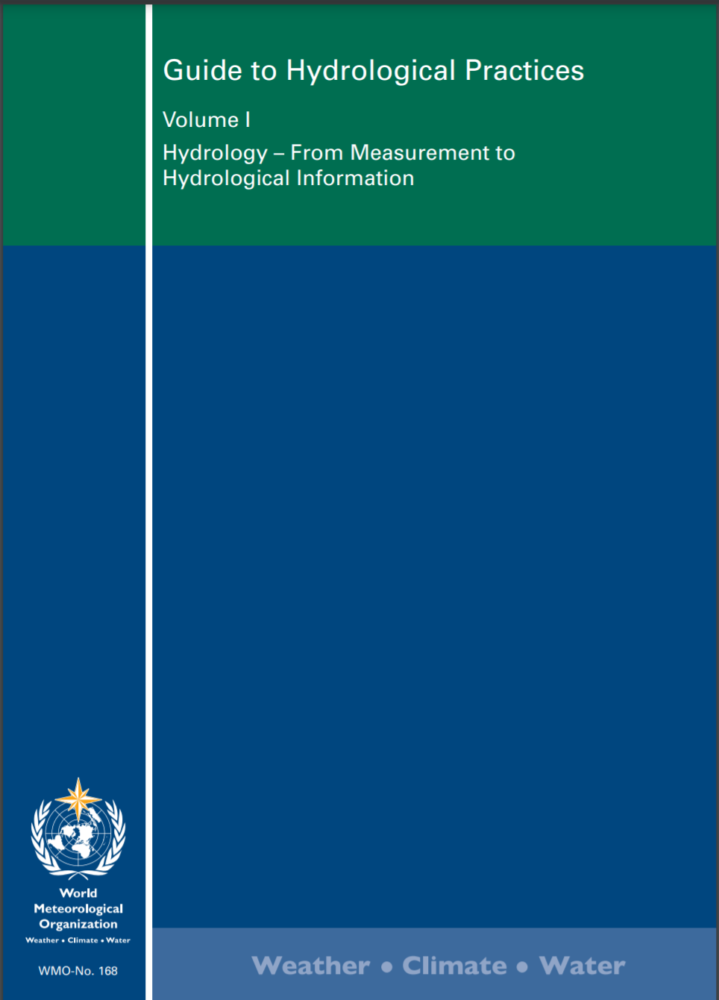 Guide to Hydrological Practices
Volume I
Hydrology – From Measurement to
Hydrological Information
World
Meteorological
Organization
Weather • Climate • Water
WMO-No. 168
Weather • Climate • Water